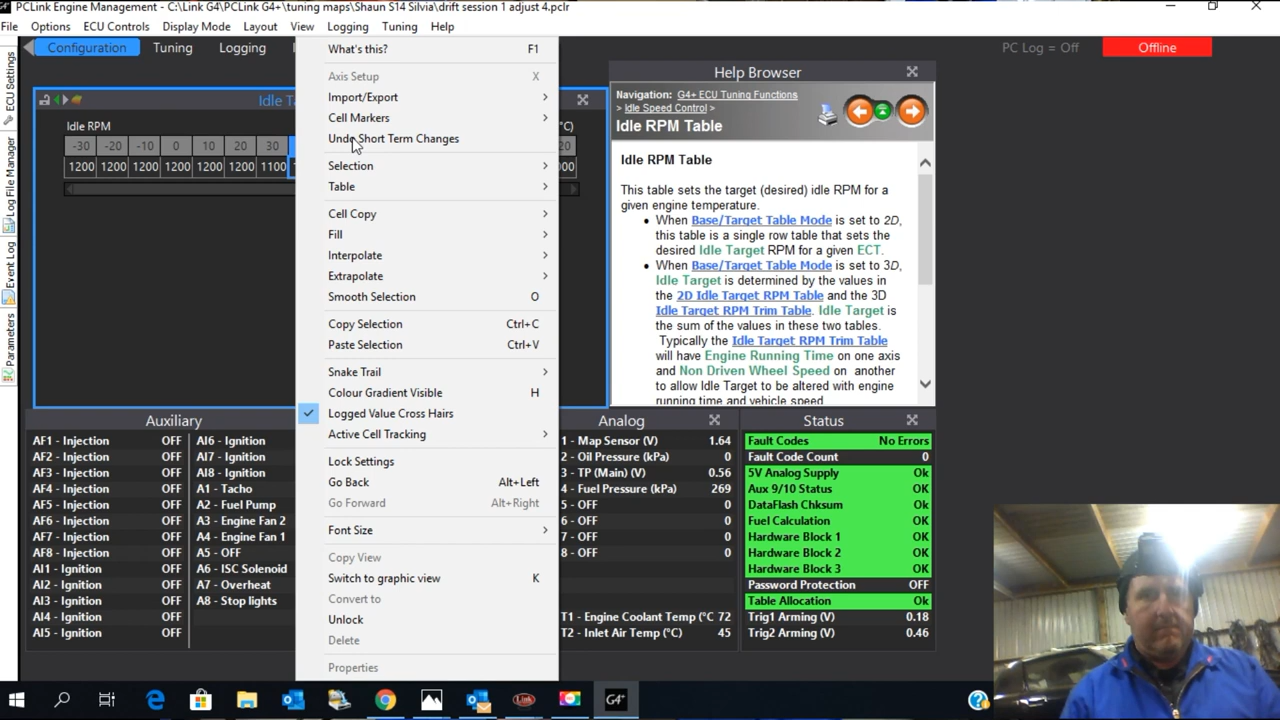 G4+ PCLink Engine Management - C:\Link G4\PCLink G4+\tuning maps\Shaun S14 Silvia\drift session 1 adjust 4.pclr
File Options ECU Controls Display Mode Layout View Logging Tuning Help
Configuration Tuning Logging PC Log = Off Offline
ECU Settings
Log File Manager
Event Log
Parameters
Idle RPM
-30 -20 -10 0 10 20 30
1200 1200 1200 1200 1200 1200 1100
°C)
What's this? F1
Axis Setup X
Import/Export
Cell Markers
Undo Short Term Changes
Selection
Table
Cell Copy
Fill
Interpolate
Extrapolate
Smooth Selection O
Copy Selection Ctrl+C
Paste Selection Ctrl+V
Snake Trail
Colour Gradient Visible H
Logged Value Cross Hairs
Active Cell Tracking
Lock Settings
Go Back Alt+Left
Go Forward Alt+Right
Font Size
Copy View
Switch to graphic view K
Convert to
Unlock
Delete
Properties
Help Browser
Navigation: G4+ ECU Tuning Functions
> Idle Speed Control >
Idle RPM Table
Idle RPM Table
This table sets the target (desired) idle RPM for a
given engine temperature.
When Base/Target Table Mode is set to 2D,
this table is a single row table that sets the
desired Idle Target RPM for a given ECT.
When Base/Target Table Mode is set to 3D,
Idle Target is determined by the values in
the 2D Idle Target RPM Table and the 3D
Idle Target RPM Trim Table. Idle Target is
the sum of the values in these two tables.
Typically the Idle Target RPM Trim Table
will have Engine Running Time on one axis
and Non Driven Wheel Speed on another
to allow Idle Target to be altered with engine
running time and vehicle speed
Auxiliary
AF1 - Injection OFF
AF2 - Injection OFF
AF3 - Injection OFF
AF4 - Injection OFF
AF5 - Injection OFF
AF6 - Injection OFF
AF7 - Injection OFF
AF8 - Injection OFF
AI1 - Ignition OFF
AI2 - Ignition OFF
AI3 - Ignition OFF
AI4 - Ignition OFF
AI5 - Ignition OFF
AI6 - Ignition
AI7 - Ignition
AI8 - Ignition
A1 - Tacho
A2 - Fuel Pump
A3 - Engine Fan 2
A4 - Engine Fan 1
A5 - OFF
A6 - ISC Solenoid
A7 - Overheat
A8 - Stop lights
Analog
1 - Map Sensor (V) 1.64
2 - Oil Pressure (kPa) 0
3 - TP (Main) (V) 0.56
4 - Fuel Pressure (kPa) 269
5 - OFF 0
6 - OFF 0
7 - OFF 0
8 - OFF 0
T1 - Engine Coolant Temp (°C 72
T2 - Inlet Air Temp (°C) 45
Status
Fault Codes No Errors
Fault Code Count 0
5V Analog Supply Ok
Aux 9/10 Status OK
DataFlash Chksum Ok
Fuel Calculation OK
Hardware Block 1 OK
Hardware Block 2 OK
Hardware Block 3 OK
Password Protection OFF
Table Allocation Ok
Trig1 Arming (V) 0.18
Trig2 Arming (V) 0.46
Link G4+